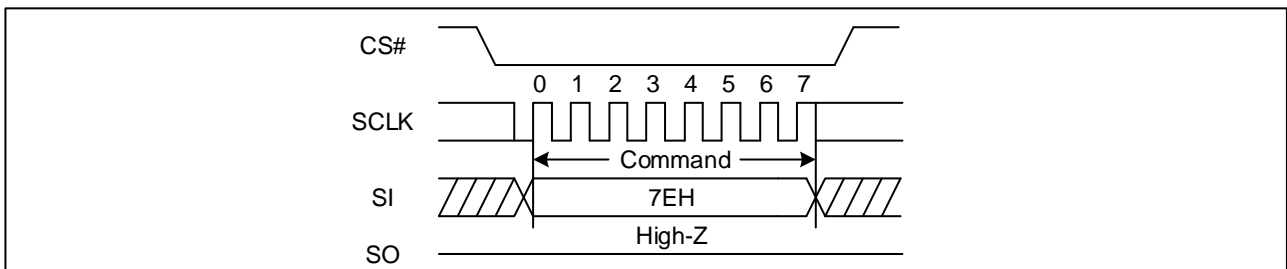 CS#
0 1 2 3 4 5 6 7
SCLK
Command
SI
7EH
High-Z
SO